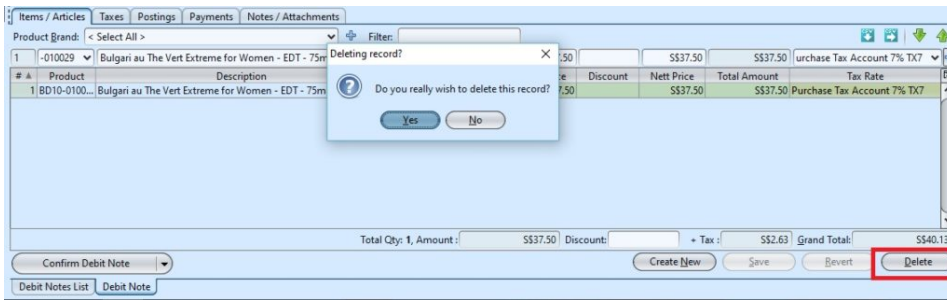 Items / Articles Taxes Postings Payments Notes / Attachments
Product Brand: < Select All > Filter:
1 -010029 Bulgari au The Vert Extreme for Women - EDT - 75m .50 S$37.50 S$37.50 urchase Tax Account 7% TX7
Deleting record?
# Product Description e Discount Nett Price Total Amount Tax Rate
1 BD10-0100... Bulgari au The Vert Extreme for Women - EDT - 75m 7.50 S$37.50 S$37.50 Purchase Tax Account 7% TX7
Do you really wish to delete this record?
Yes No
Total Qty: 1, Amount : S$37.50 Discount: + Tax : S$2.63 Grand Total: S$40.13
Confirm Debit Note Create New Save Revert Delete
Debit Notes List Debit Note